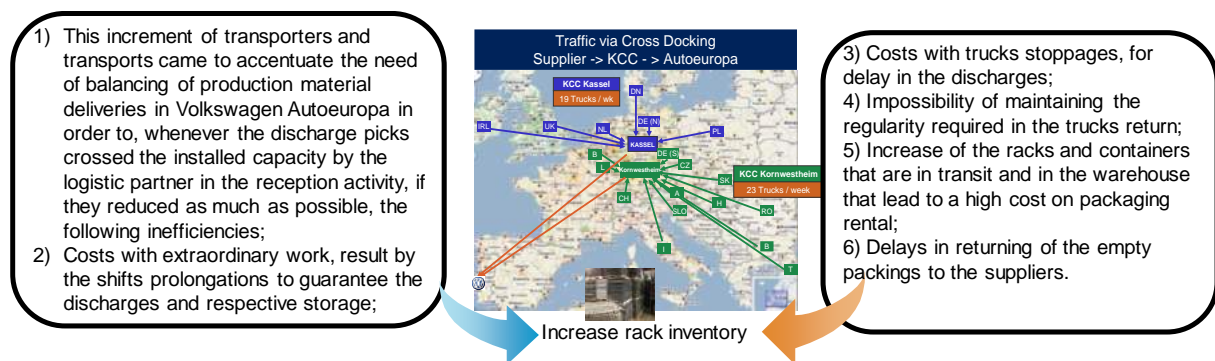 1) This increment of transporters and
transports came to accentuate the need
of balancing of production material
deliveries in Volkswagen Autoeuropa in
order to, whenever the discharge picks
crossed the installed capacity by the
logistic partner in the reception activity, if
they reduced as much as possible, the
following inefficiencies;
2) Costs with extraordinary work, result by
the shifts prolongations to guarantee the
discharges and respective storage;
Traffic via Cross Docking
Supplier -> KCC - > Autoeuropa
KCC Kassel
19 Trucks / wk
DN
IRL
UK
NL
DE (N)
PL
KASSEL
B
L
DE (S)
CZ
Kornwestheim
KCC Kornwestheim
23 Trucks / week
SK
CH
A
H
RO
SLO
I
B
T
3) Costs with trucks stoppages, for
delay in the discharges;
4) Impossibility of maintaining the
regularity required in the trucks return;
5) Increase of the racks and containers
that are in transit and in the warehouse
that lead to a high cost on packaging
rental;
6) Delays in returning of the empty
packings to the suppliers.
Increase rack inventory